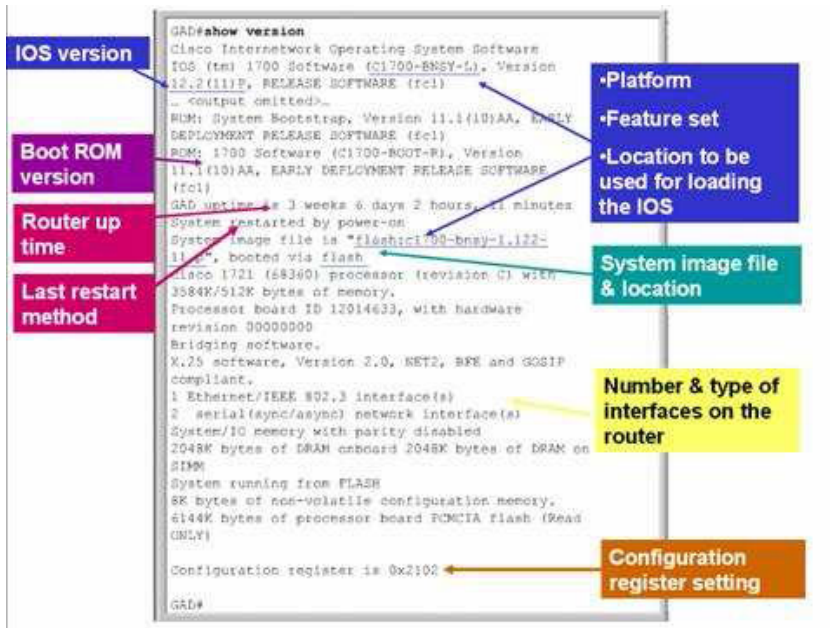 GAD#show version
Cisco Internetwork Operating System Software
IOS (tm) 1700 Software (C1700-BNSY-L), Version
12.2(11)P, RELEASE SOFTWARE (fc1)
… <output omitted>…
ROM: System Bootstrap, Version 11.1(10)AA, EARLY
DEPLOYMENT RELEASE SOFTWARE (fc1)
ROM: 1700 Software (C1700-BOOT-R), Version
11.1(10)AA, EARLY DEPLOYMENT RELEASE SOFTWARE
(fc1)
GAD uptime is 3 weeks 6 days 2 hours, minutes
System restarted by power-on
System image file is "flash:c1700-bnsy-l.122-
11.p", booted via flash
cisco 1721 (68360) processor (revision C) with
3584K/512K bytes of memory.
Processor board ID 12014633, with hardware
revision 00000000
Bridging software.
X.25 software, Version 2.0, NET2, BFE and GOSIP
compliant.
1 Ethernet/IEEE 802.3 interface(s)
2 serial(sync/async) network interface(s)
System/IO memory with parity disabled
2048K bytes of DRAM onboard 2048K bytes of DRAM on
SIMM
System running from FLASH
8K bytes of non-volatile configuration memory.
6144K bytes of processor board PCMCIA flash (Read
ONLY)
Configuration register is 0x2102
GAD#
IOS version
Boot ROM
version
Router up
time
Last restart
method
•Platform
•Feature set
•Location to be
used for loading
the IOS
System image file
& location
Number & type of
interfaces on the
router
Configuration
register setting